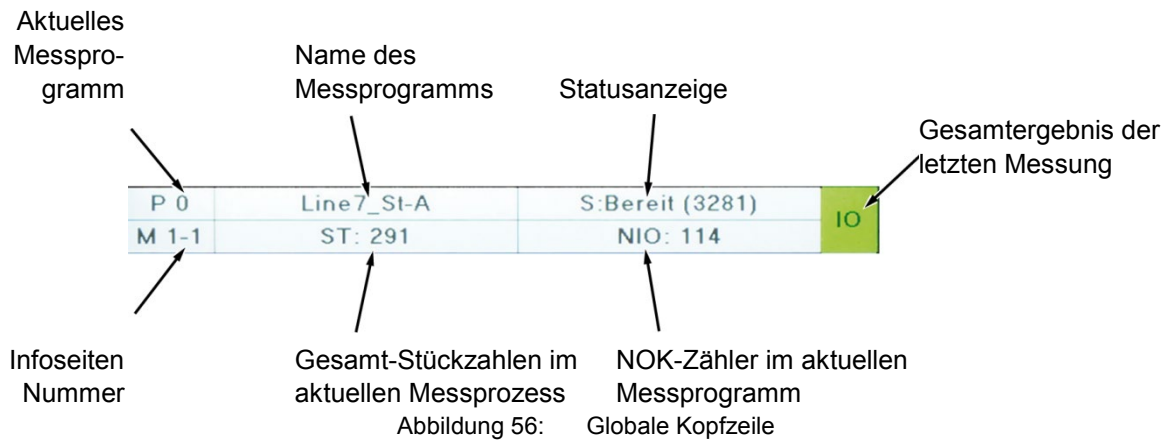 Aktuelles
Messpro-
gramm
Name des
Messprogramms
Statusanzeige
Gesamtergebnis der
letzten Messung
P 0
Line7_St-A
S:Bereit (3281)
IO
M 1-1
ST: 291
NIO: 114
Infoseiten
Nummer
Gesamt-Stückzahlen im
aktuellen Messprozess
NOK-Zähler im aktuellen
Messprogramm
Abbildung 56: Globale Kopfzeile